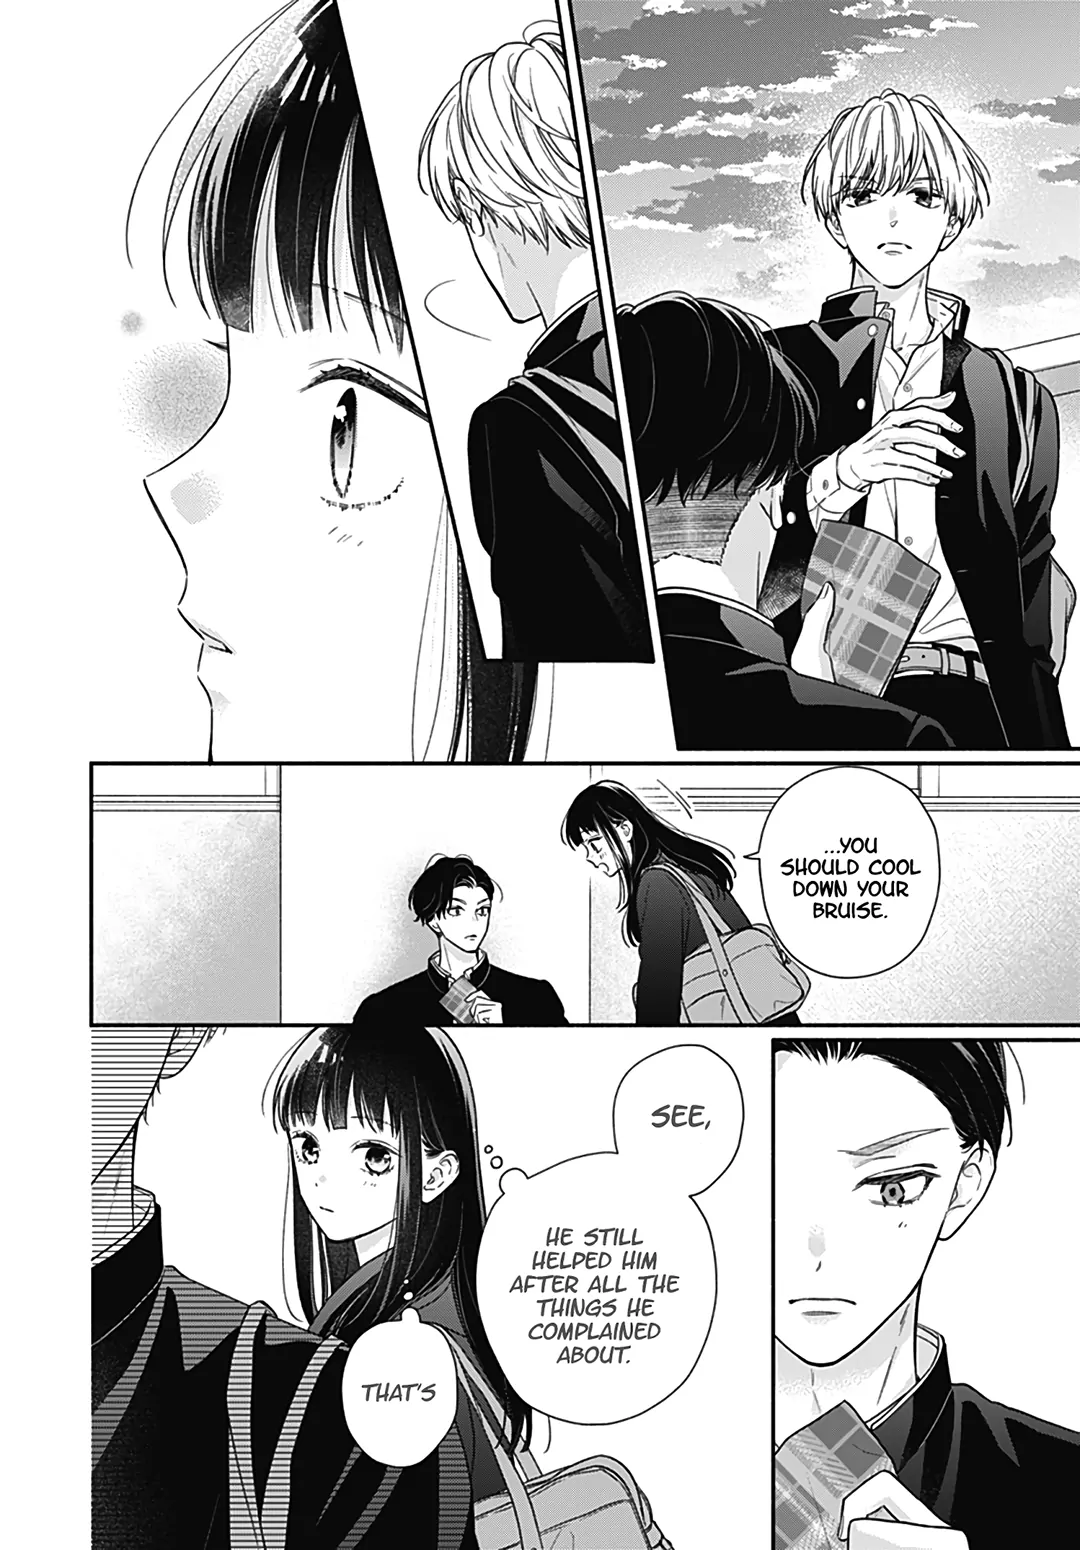 ...YOU
SHOULD COOL
DOWN YOUR
BRUISE.
SEE,
HE STILL
HELPED HIM
AFTER ALL THE
THINGS HE
COMPLAINED
ABOUT.
THAT'S